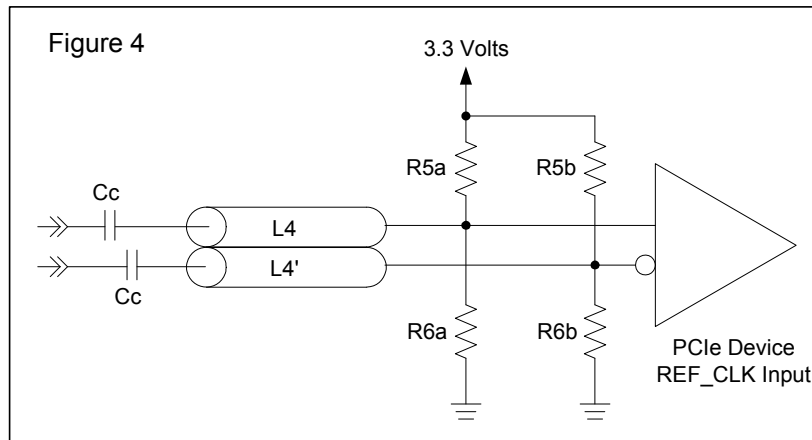 Figure 4
3.3 Volts
R5a
R5b
Cc
L4
L4'
Cc
R6a
R6b
PCIe Device
REF_CLK Input